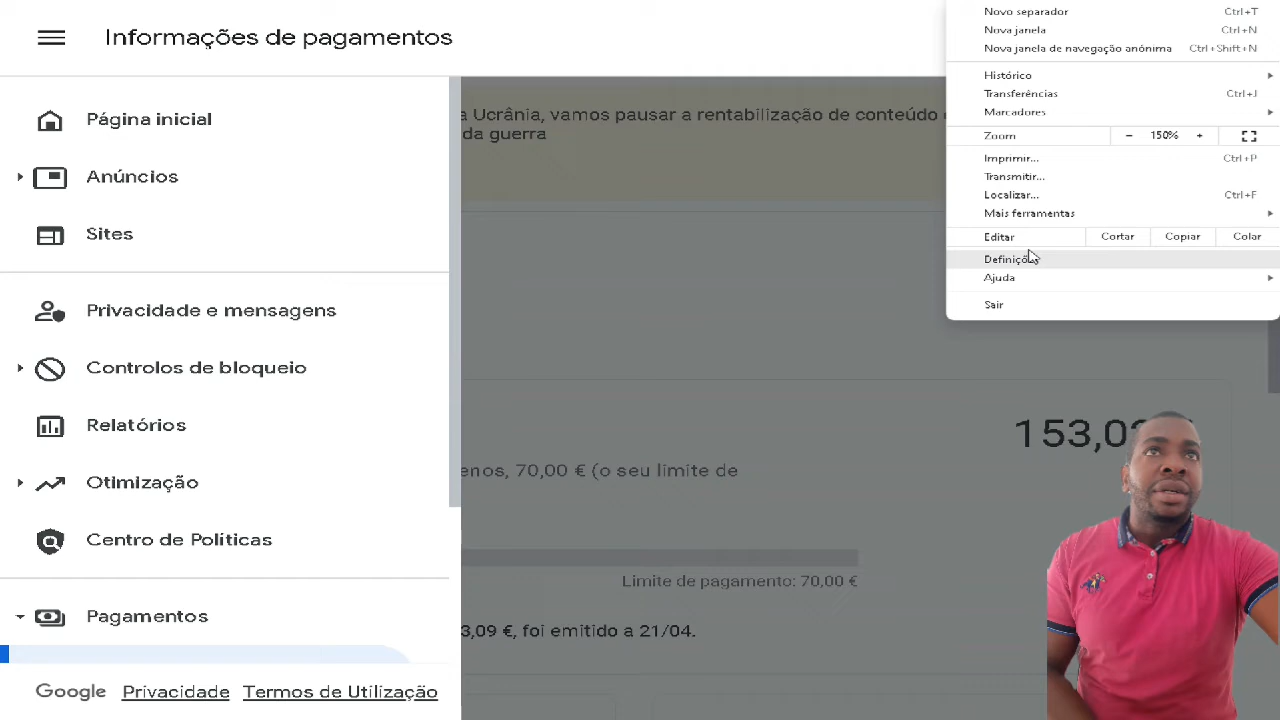 Informações de pagamentos
Página inicial
Anúncios
Sites
Privacidade e mensagens
Controlos de bloqueio
Relatórios
Otimização
Centro de Políticas
Pagamentos
Google Privacidade Termos de Utilização
a Ucrânia, vamos pausar a rentabilização de conteúdo
da guerra
153,0
enos, 70,00 € (o seu limite de
Limite de pagamento: 70,00 €
3,09 €, foi emitido a 21/04.
Novo separador Ctrl+T
Nova janela Ctrl+N
Nova janela de navegação anónima Ctrl+Shift+N
Histórico
Transferências Ctrl+J
Marcadores
Zoom − 150% +
Imprimir... Ctrl+P
Transmitir...
Localizar... Ctrl+F
Mais ferramentas
Editar Cortar Copiar Colar
Definições
Ajuda
Sair